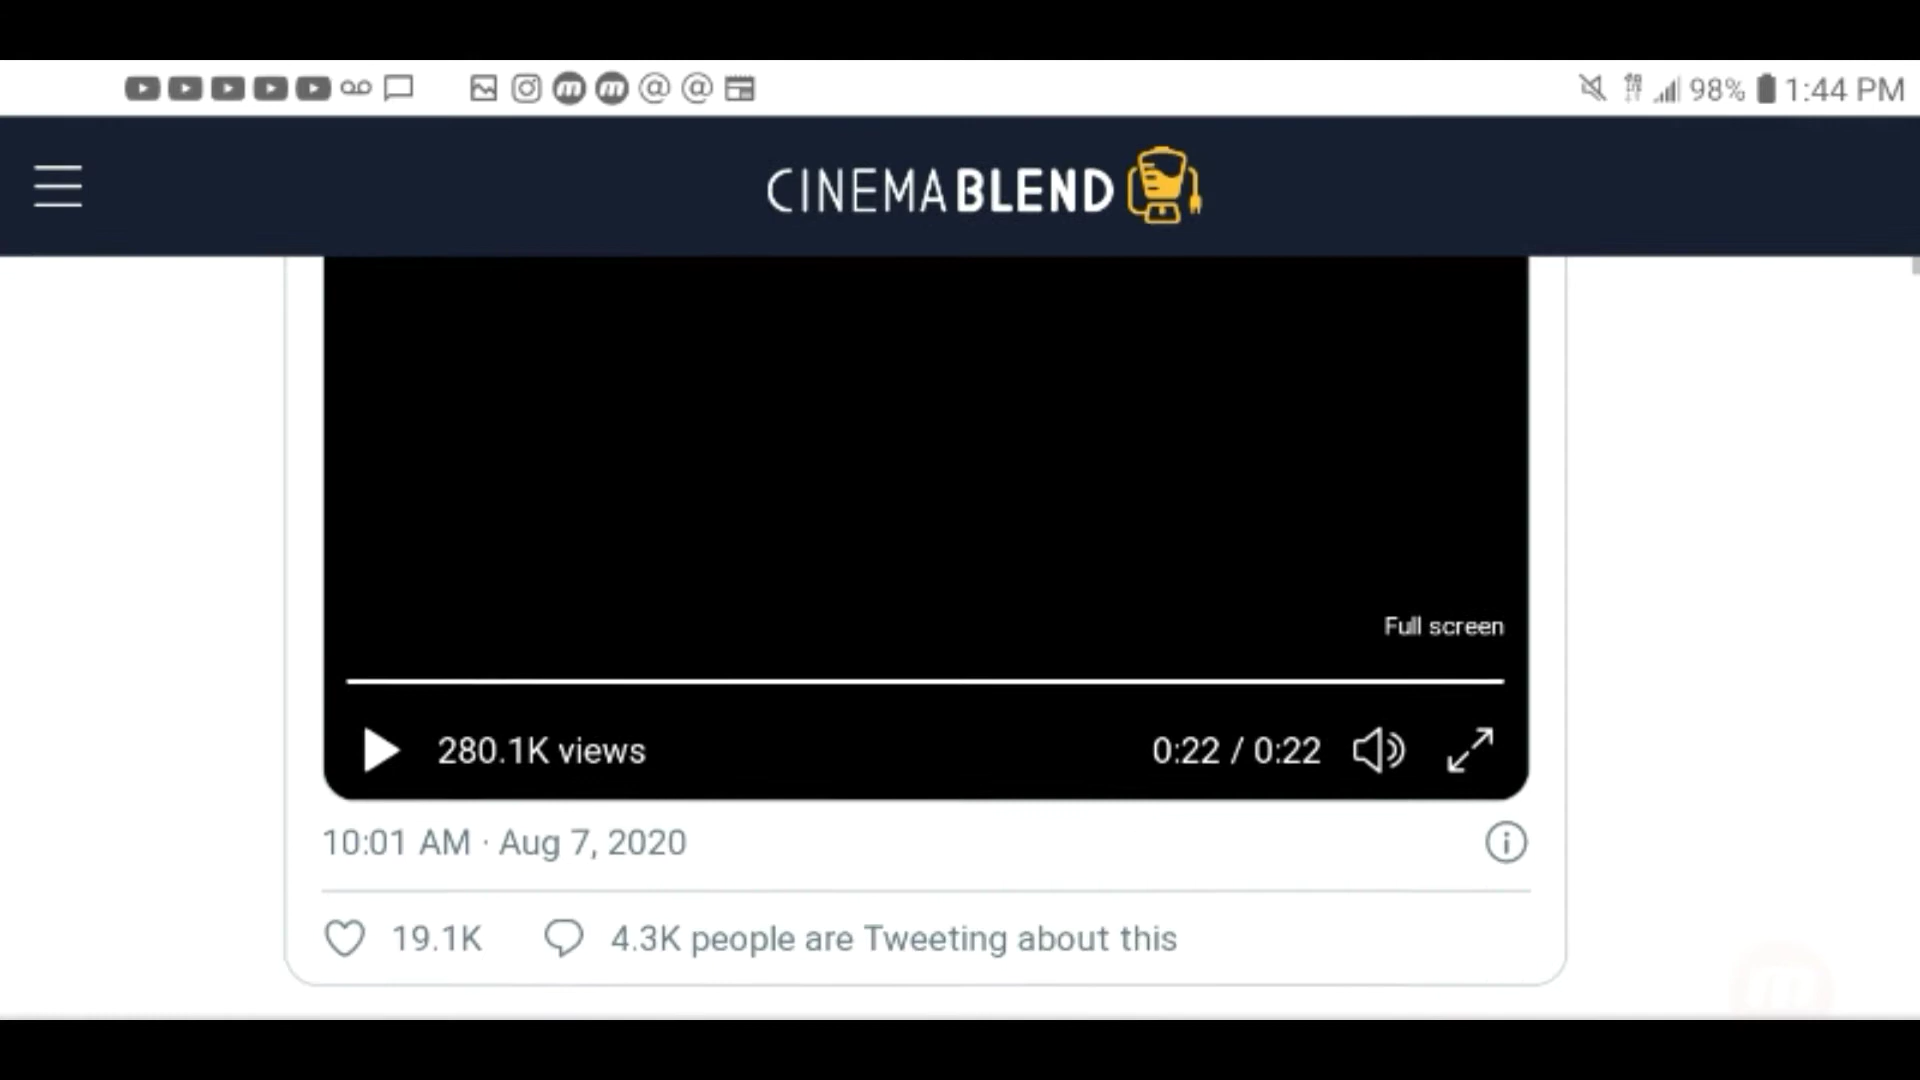 98% 1:44 PM
CINEMABLEND
Full screen
280.1K views 0:22 / 0:22
10:01 AM · Aug 7, 2020
19.1K 4.3K people are Tweeting about this